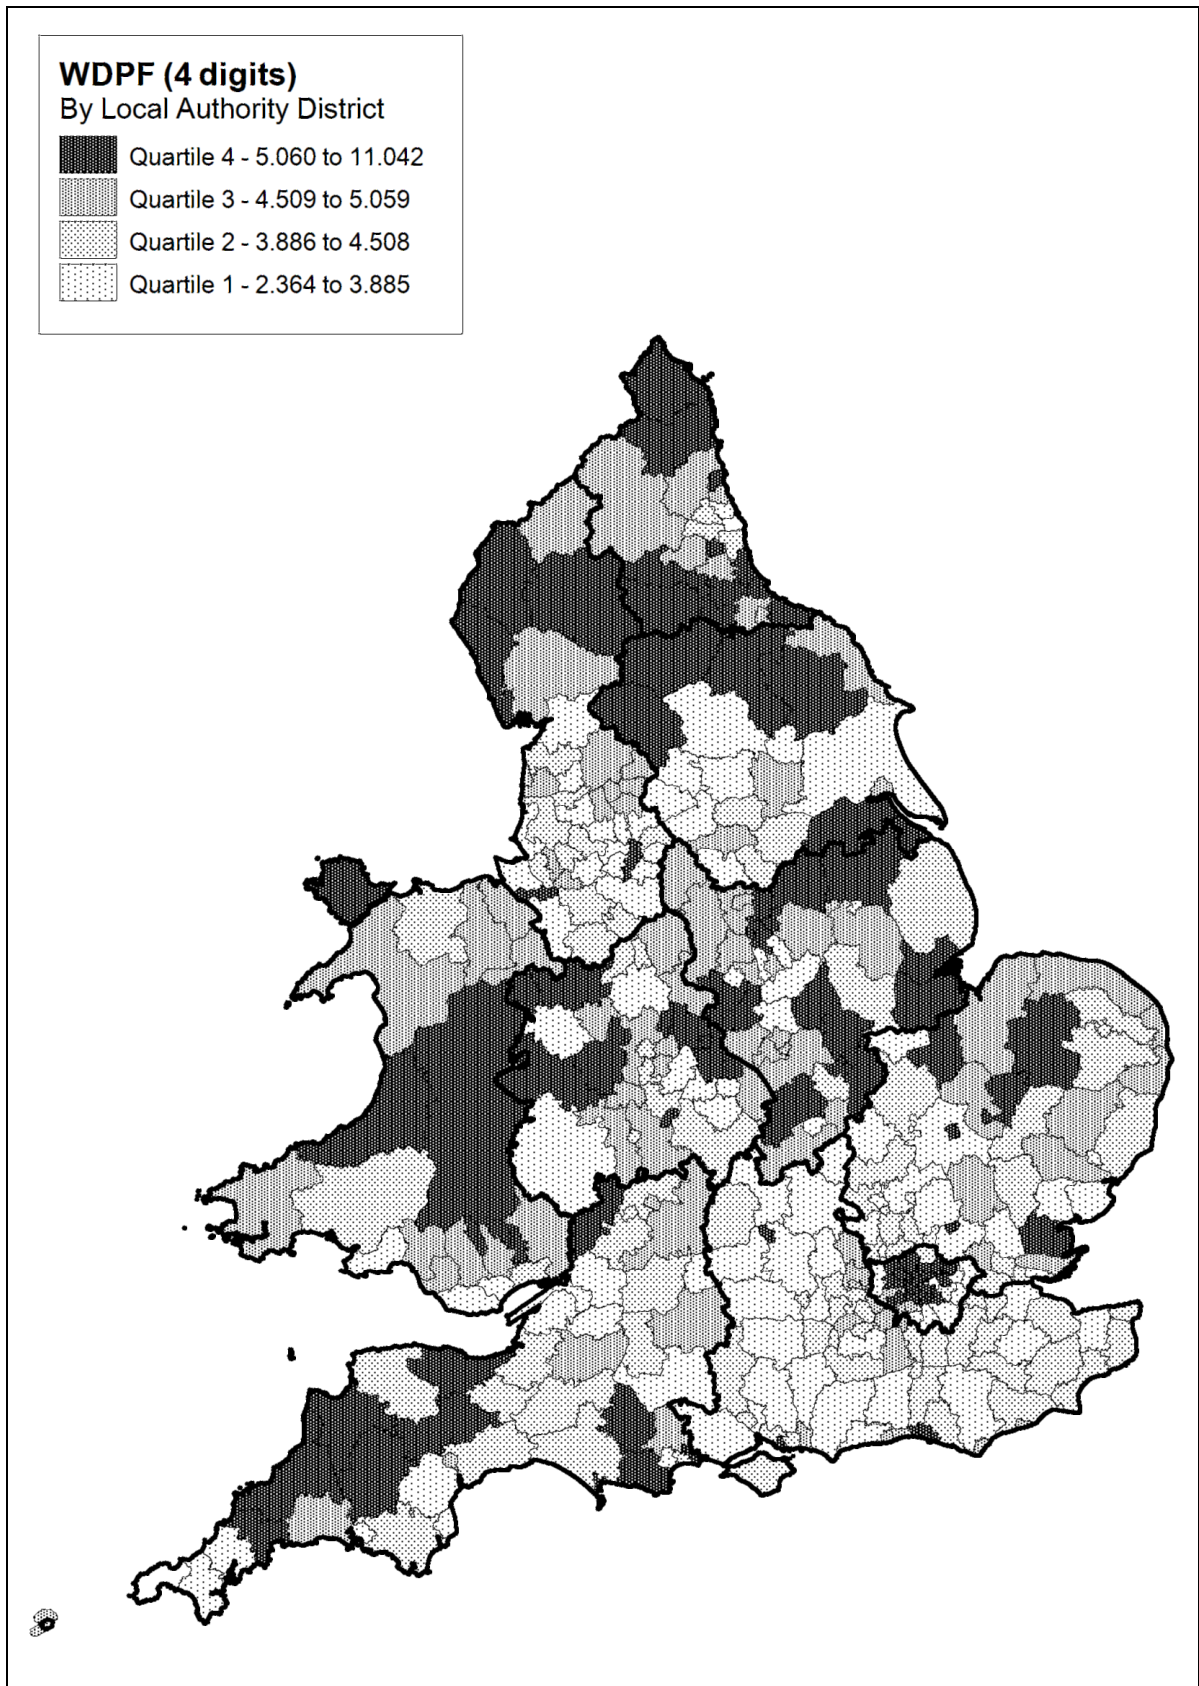 WDPF (4 digits)
By Local Authority District
Quartile 4 - 5.060 to 11.042
Quartile 3 - 4.509 to 5.059
Quartile 2 - 3.886 to 4.508
Quartile 1 - 2.364 to 3.885